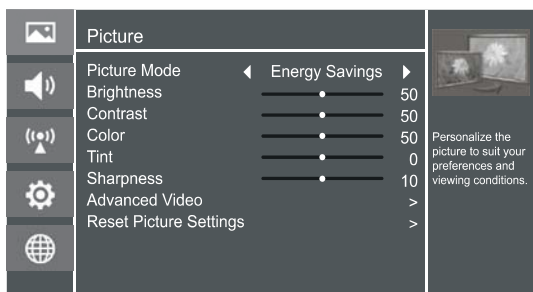 Picture
Picture Mode Energy Savings
Brightness 50
Contrast 50
Color 50
Tint 0
Sharpness 10
Advanced Video >
Reset Picture Settings >
Personalize the
picture to suit your
preferences and
viewing conditions.